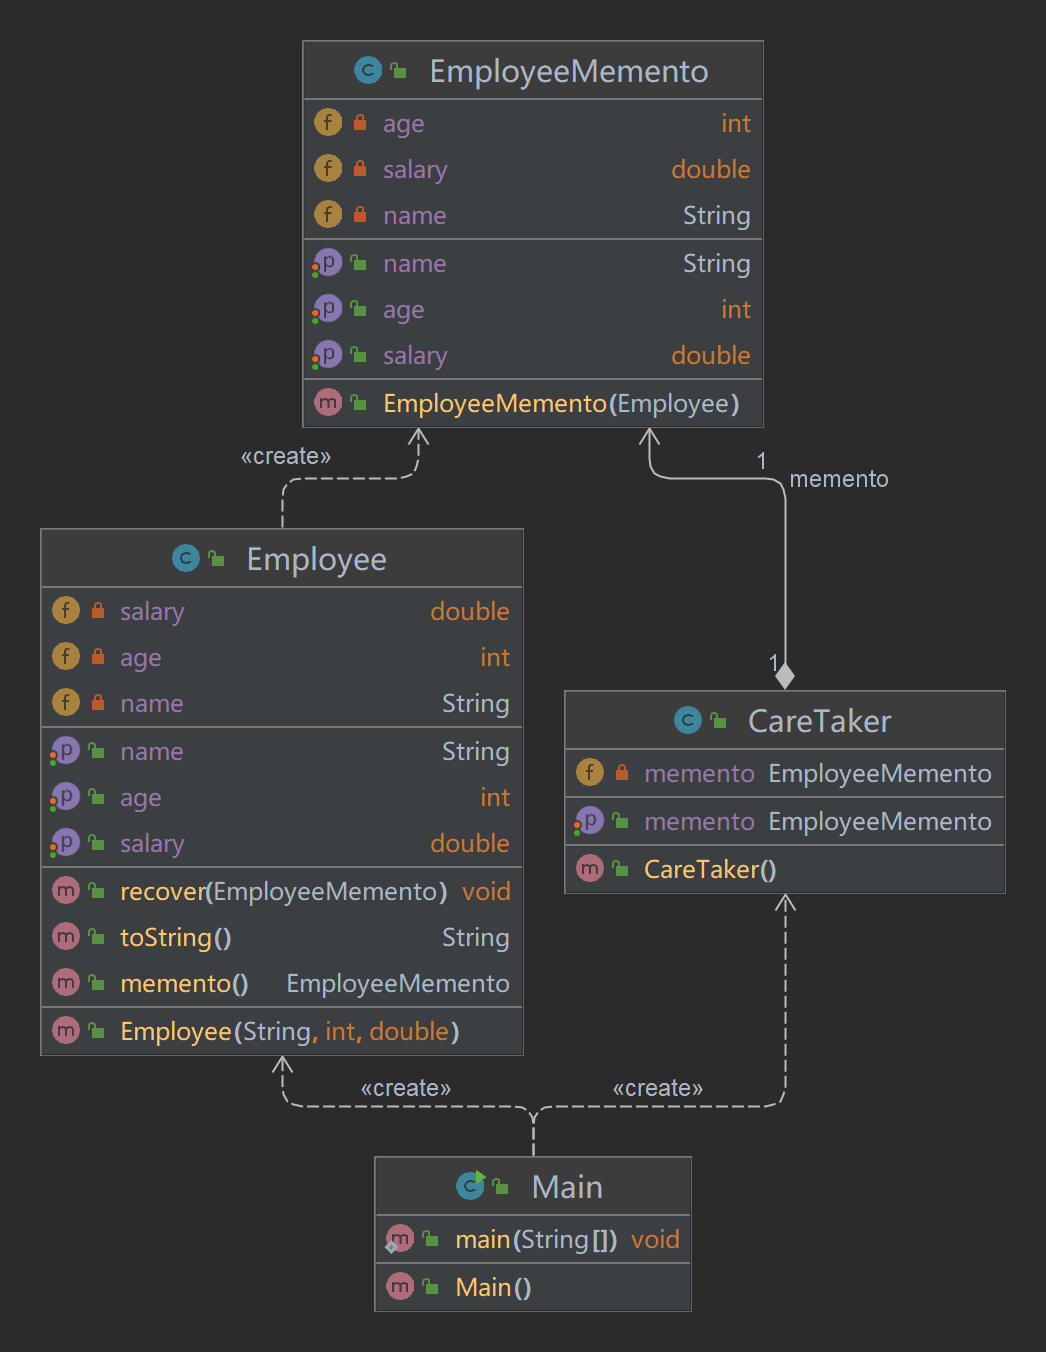 EmployeeMemento
age int
salary double
name String
name String
age int
salary double
EmployeeMemento(Employee)
«create»
1
memento
Employee
salary double
age int
name String
name String
age int
salary double
recover(EmployeeMemento) void
toString() String
memento() EmployeeMemento
Employee(String, int, double)
1
CareTaker
memento EmployeeMemento
memento EmployeeMemento
CareTaker()
«create»
«create»
Main
main(String[]) void
Main()